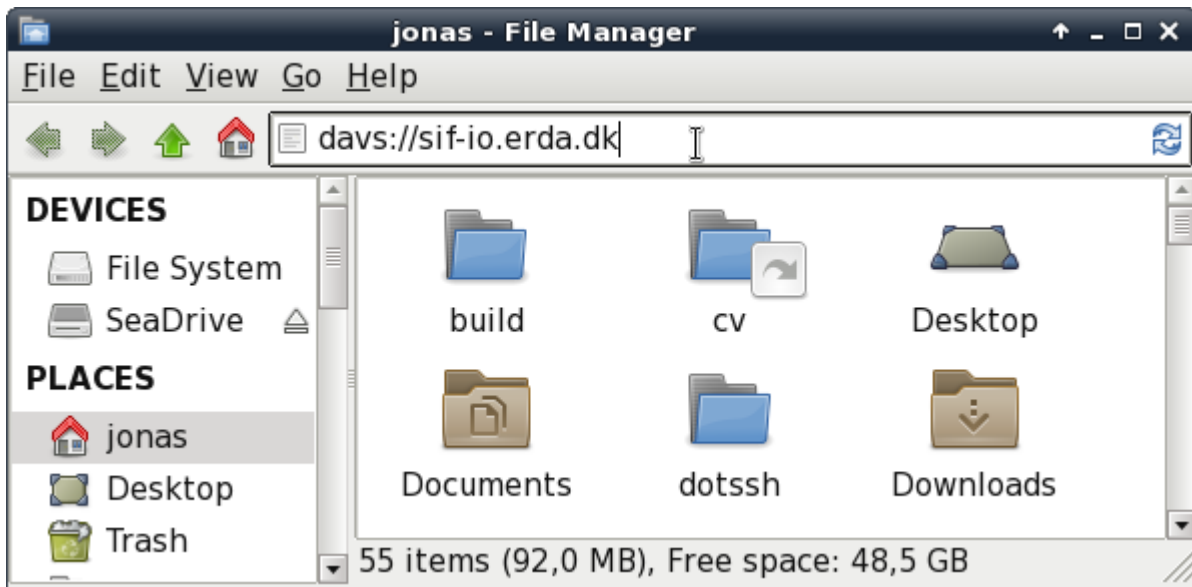 jonas - File Manager
File Edit View Go Help
davs://sif-io.erda.dk
DEVICES
File System
SeaDrive
PLACES
jonas
Desktop
Trash
build cv Desktop
Documents dotssh Downloads
55 items (92,0 MB), Free space: 48,5 GB